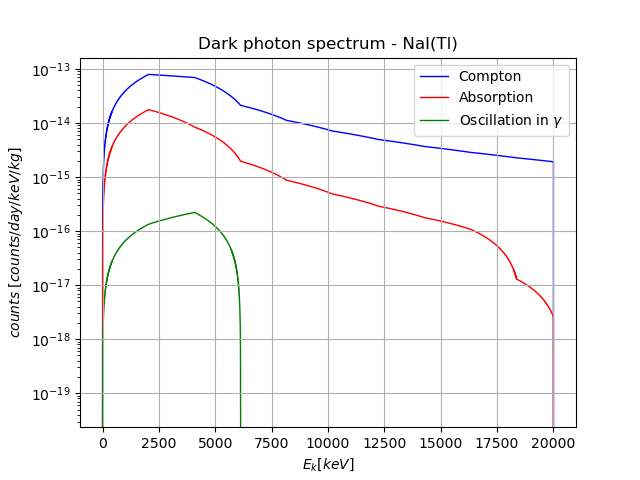 Dark photon spectrum - NaI(Tl)
Compton
Absorption
Oscillation in γ
10⁻¹³
10⁻¹⁴
10⁻¹⁵
10⁻¹⁶
10⁻¹⁷
10⁻¹⁸
10⁻¹⁹
counts [counts/day/keV/kg]
0 2500 5000 7500 10000 12500 15000 17500 20000
Eₖ[keV]